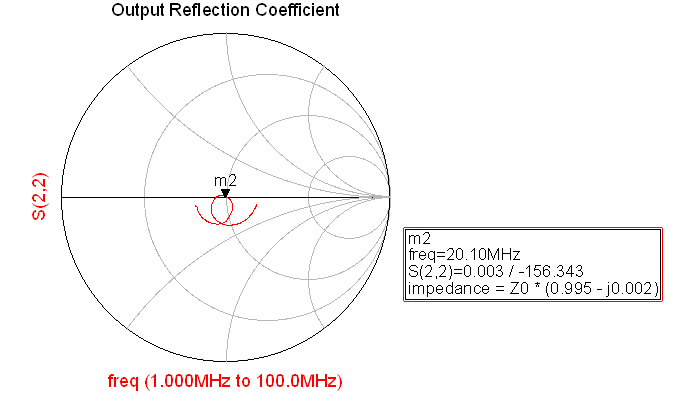 Output Reflection Coefficient
m2
S(2,2)
m2
freq=20.10MHz
S(2,2)=0.003 / -156.343
impedance = Z0 * (0.995 - j0.002)
freq (1.000MHz to 100.0MHz)